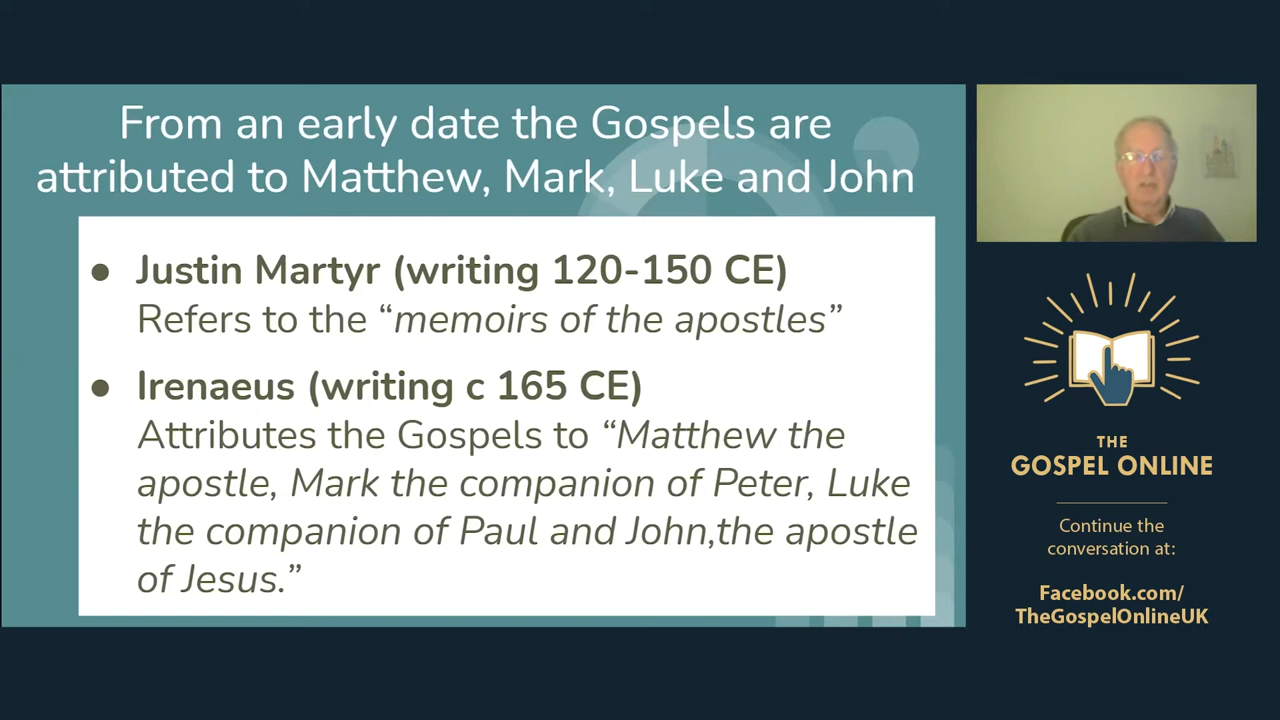 From an early date the Gospels are
attributed to Matthew, Mark, Luke and John
● Justin Martyr (writing 120-150 CE)
Refers to the “memoirs of the apostles”
● Irenaeus (writing c 165 CE)
Attributes the Gospels to “Matthew the
apostle, Mark the companion of Peter, Luke
the companion of Paul and John,the apostle
of Jesus.”
THE
GOSPEL ONLINE
Continue the
conversation at:
Facebook.com/
TheGospelOnlineUK